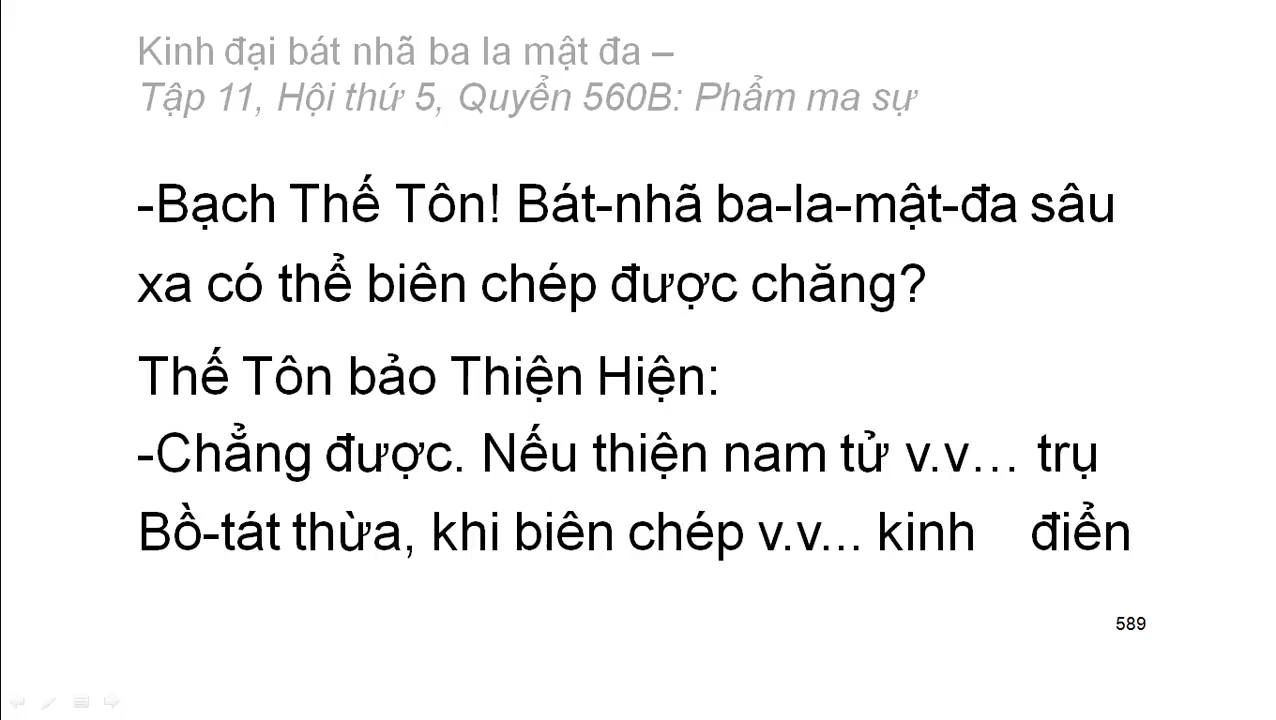 Kinh đại bát nhã ba la mật đa –
Tập 11, Hội thứ 5, Quyển 560B: Phẩm ma sự
-Bạch Thế Tôn! Bát-nhã ba-la-mật-đa sâu
xa có thể biên chép được chăng?
Thế Tôn bảo Thiện Hiện:
-Chẳng được. Nếu thiện nam tử v.v… trụ
Bồ-tát thừa, khi biên chép v.v... kinh điển
589